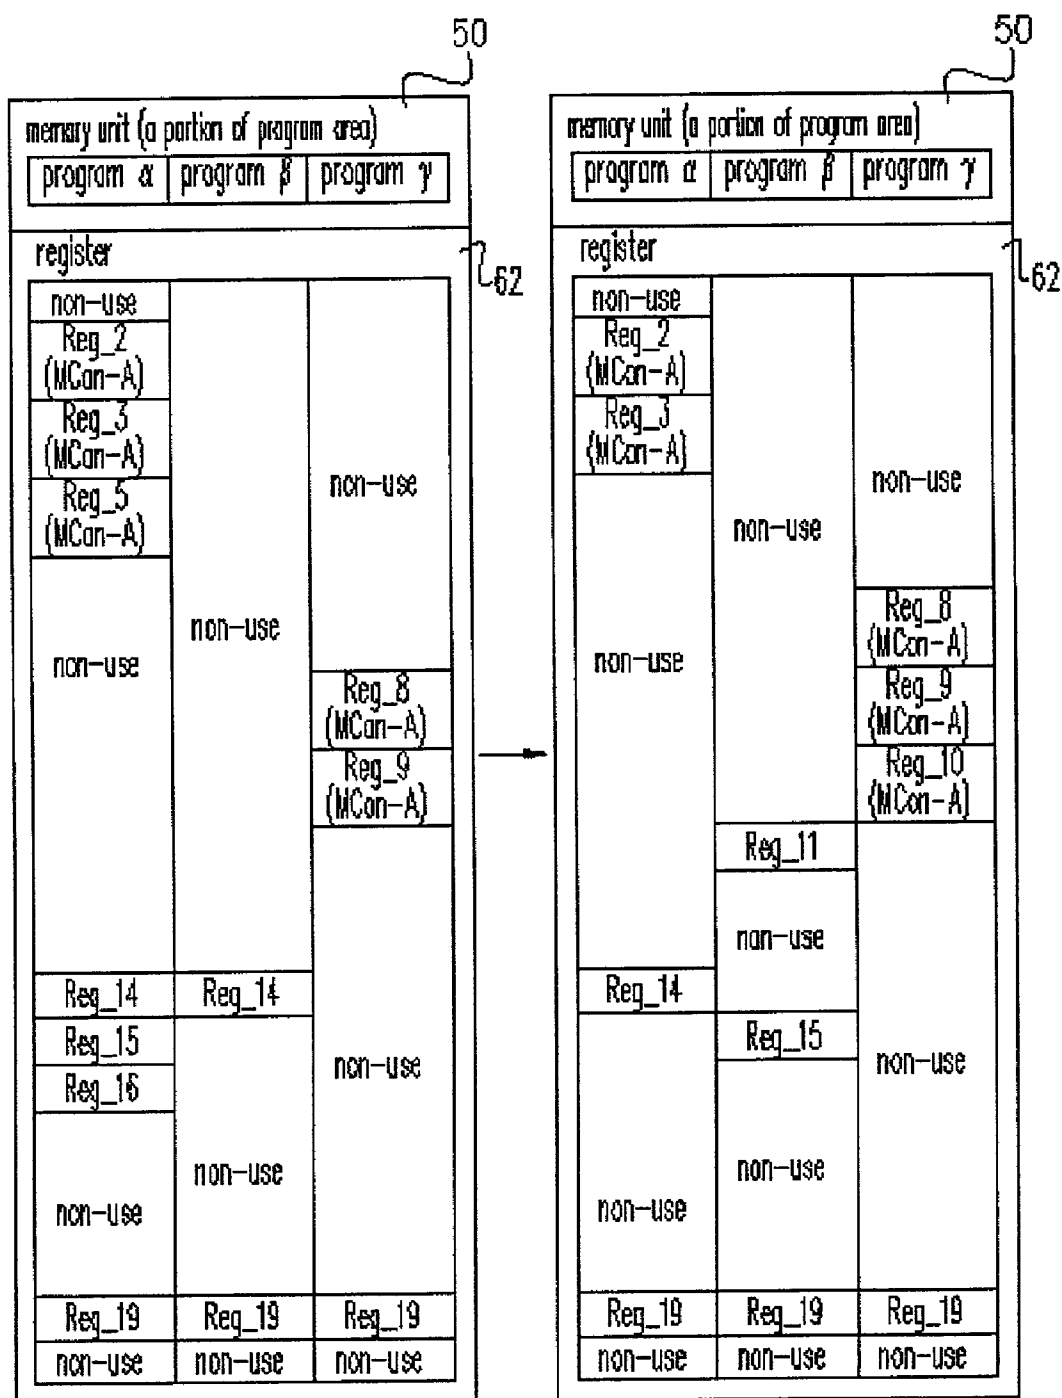 50
memory unit (a portion of program area)
program α program β program γ
register
62
non-use
Reg_2
(MCon-A)
Reg_3
(MCon-A)
Reg_5
(MCon-A)
non-use
Reg_14
Reg_15
Reg_16
non-use
Reg_19
non-use
non-use
Reg_14
non-use
Reg_19
non-use
non-use
Reg_8
(MCon-A)
Reg_9
(MCon-A)
non-use
Reg_19
non-use
50
memory unit (a portion of program area)
program α program β program γ
register
62
non-use
Reg_2
(MCon-A)
Reg_3
(MCon-A)
non-use
Reg_14
non-use
Reg_19
non-use
non-use
Reg_11
non-use
Reg_15
non-use
Reg_19
non-use
non-use
Reg_8
(MCon-A)
Reg_9
(MCon-A)
Reg_10
(MCon-A)
non-use
Reg_19
non-use